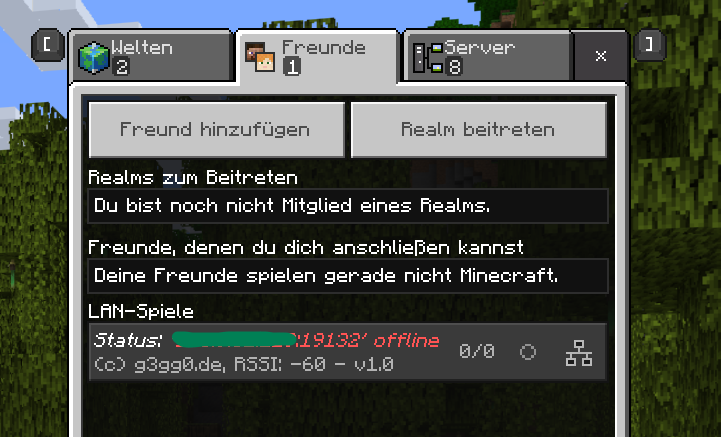 [ Welten 2 Freunde 1 Server 8 × ]
Freund hinzufügen Realm beitreten
Realms zum Beitreten
Du bist noch nicht Mitglied eines Realms.
Freunde, denen du dich anschließen kannst
Deine Freunde spielen gerade nicht Minecraft.
LAN-Spiele
Status: :19132' offline
(c) g3gg0.de, RSSI: -60 - v1.0 0/0